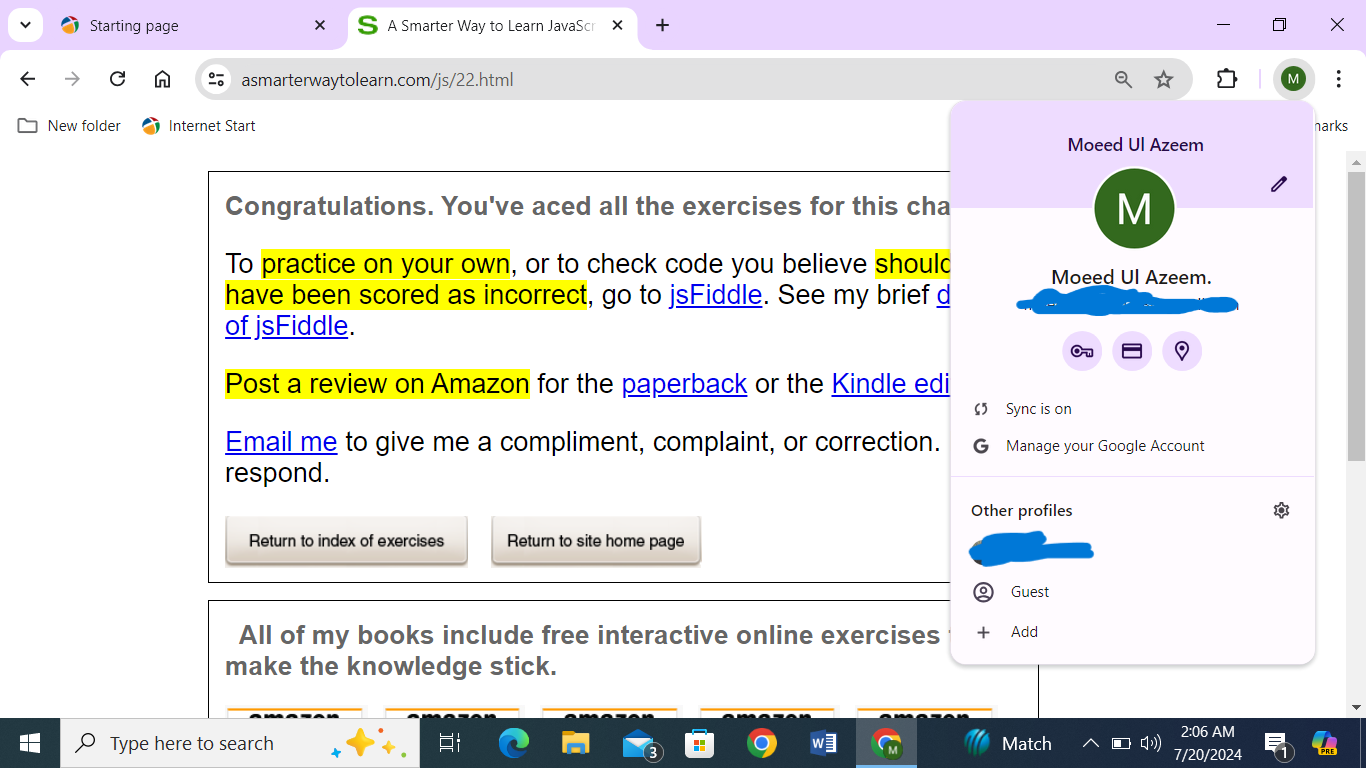 Starting page
A Smarter Way to Learn JavaScr
asmarterwaytolearn.com/js/22.html
M
New folder
Internet Start
marks
Congratulations. You've aced all the exercises for this cha
To practice on your own, or to check code you believe should
have been scored as incorrect, go to jsFiddle. See my brief d
of jsFiddle.
Post a review on Amazon for the paperback or the Kindle edi
Email me to give me a compliment, complaint, or correction.
respond.
Return to index of exercises
Return to site home page
All of my books include free interactive online exercises
make the knowledge stick.
amazon amazon amazon amazon amazon
Moeed Ul Azeem
M
Moeed Ul Azeem.
Sync is on
Manage your Google Account
Other profiles
Guest
Add
Type here to search
3
M
Match
2:06 AM
7/20/2024
1
PRE